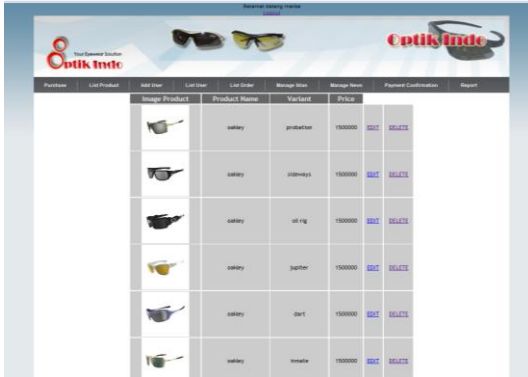 Selamat datang
Your Eyewear Solution
Optik Indo
Optik Indo
Purchase List Product Add User List User List Order Manage Sites Manage News Payment Confirmation Report
Image Product Product Name Variant Price
oakley probation 1500000 EDIT DELETE
oakley sideways 1500000 EDIT DELETE
oakley oil rig 1500000 EDIT DELETE
oakley jupiter 1500000 EDIT DELETE
oakley dart 1500000 EDIT DELETE
oakley inmate 1500000 EDIT DELETE